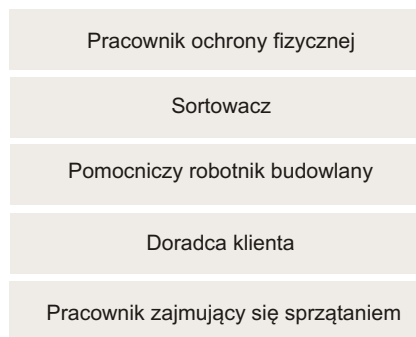 Pracownik ochrony fizycznej
Sortowacz
Pomocniczy robotnik budowlany
Doradca klienta
Pracownik zajmujący się sprzątaniem